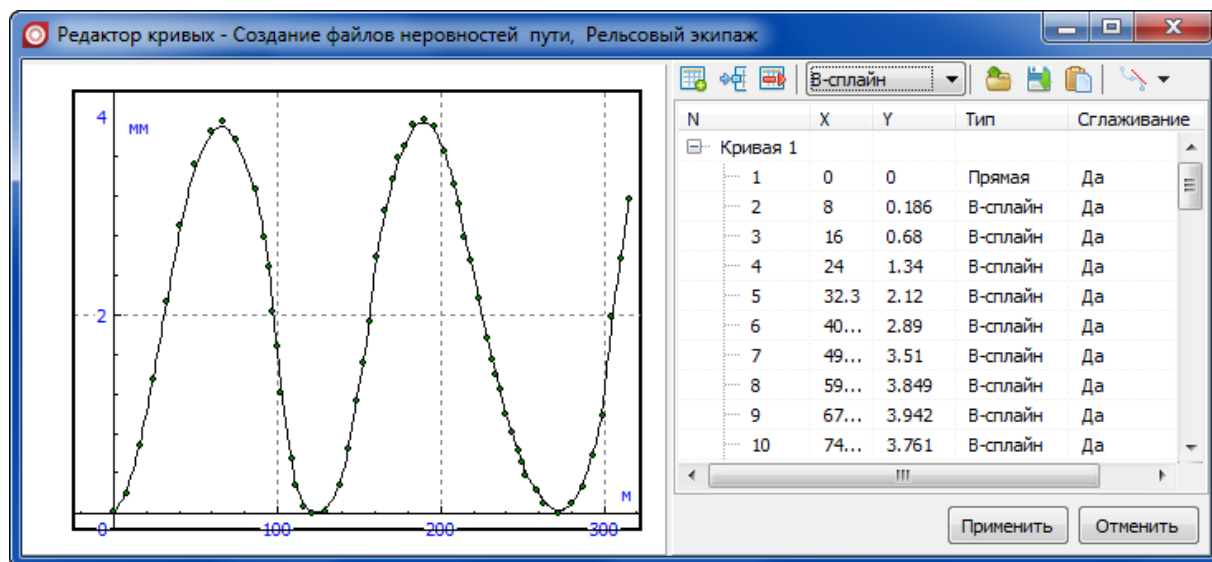 Редактор кривых - Создание файлов неровностей пути, Рельсовый экипаж
4
мм
2
м
0
100
200
300
В-сплайн
N X Y Тип Сглаживание
Кривая 1
1 0 0 Прямая Да
2 8 0.186 В-сплайн Да
3 16 0.68 В-сплайн Да
4 24 1.34 В-сплайн Да
5 32.3 2.12 В-сплайн Да
6 40... 2.89 В-сплайн Да
7 49... 3.51 В-сплайн Да
8 59... 3.849 В-сплайн Да
9 67... 3.942 В-сплайн Да
10 74... 3.761 В-сплайн Да
Применить Отменить